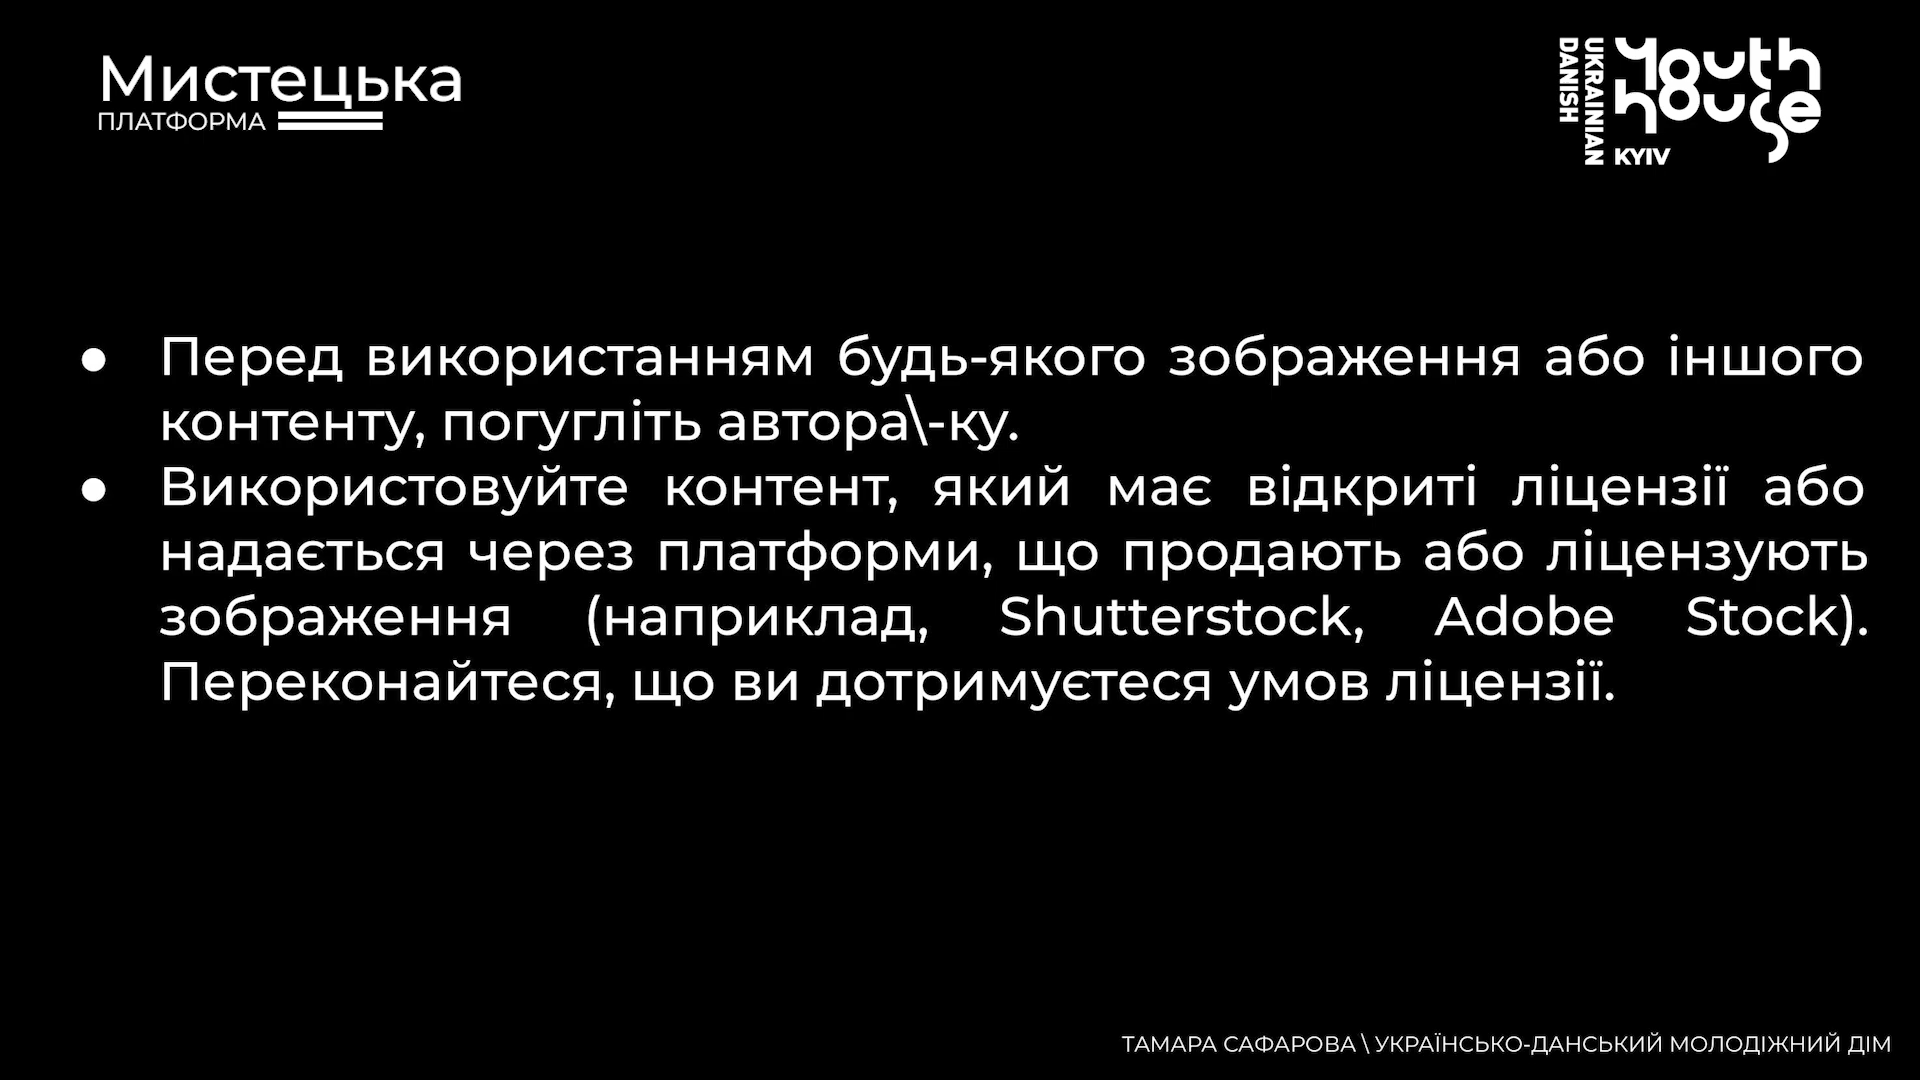 Мистецька
ПЛАТФОРМА
DANISH
UKRAINIAN
Youth
house
KYIV
● Перед використанням будь-якого зображення або іншого
контенту, погугліть автора\-ку.
● Використовуйте контент, який має відкриті ліцензії або
надається через платформи, що продають або ліцензують
зображення (наприклад, Shutterstock, Adobe Stock).
Переконайтеся, що ви дотримуєтеся умов ліцензії.
ТАМАРА САФАРОВА \ УКРАЇНСЬКО-ДАНСЬКИЙ МОЛОДІЖНИЙ ДІМ